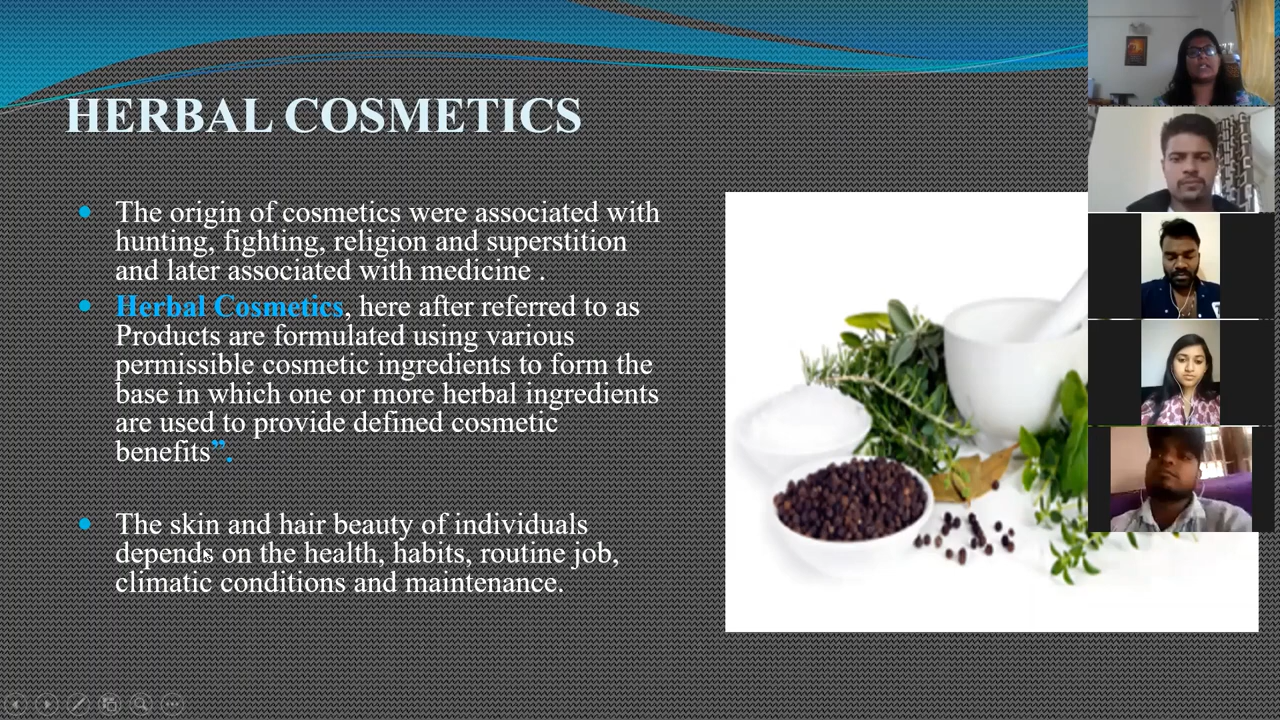 HERBAL COSMETICS
The origin of cosmetics were associated with
hunting, fighting, religion and superstition
and later associated with medicine .
Herbal Cosmetics, here after referred to as
Products are formulated using various
permissible cosmetic ingredients to form the
base in which one or more herbal ingredients
are used to provide defined cosmetic
benefits”.
The skin and hair beauty of individuals
depends on the health, habits, routine job,
climatic conditions and maintenance.